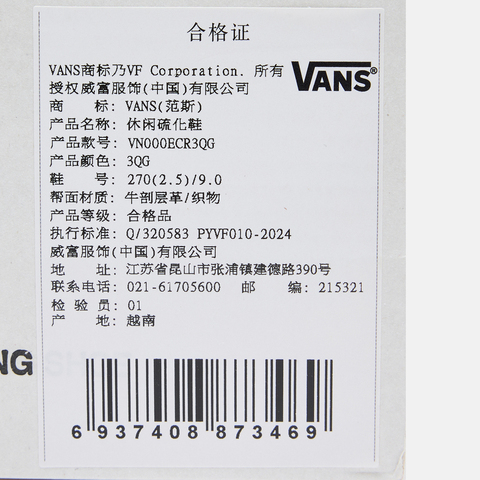 合格证
VANS商标乃VF Corporation. 所有
授权威富服饰(中国)有限公司
VANS®
商 标: VANS(范斯)
产品名称: 休闲硫化鞋
产品款号: VN000ECR3QG
产品颜色: 3QG
鞋 号: 270(2.5)/9.0
帮面材质: 牛剖层革/织物
产品等级: 合格品
执行标准: Q/320583 PYVF010-2024
威富服饰(中国)有限公司
地 址: 江苏省昆山市张浦镇建德路390号
联系电话: 021-61705600 邮 编: 215321
检 验 员: 01
产 地: 越南
NG
6 937408 873469